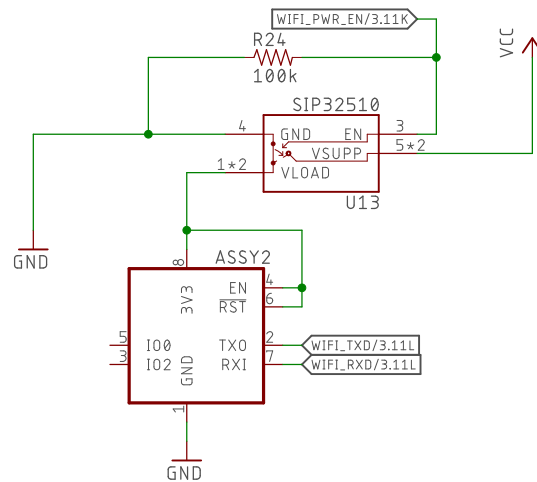 WIFI_PWR_EN/3.11K
R24
100k
VCC
SIP32510
4
GND
EN
3
VSUPP
5*2
1*2
VLOAD
U13
GND
ASSY2
8
3V3
EN
4
RST
6
5
IO0
TXO
2
WIFI_TXD/3.11L
3
IO2
RXI
7
WIFI_RXD/3.11L
GND
1
GND